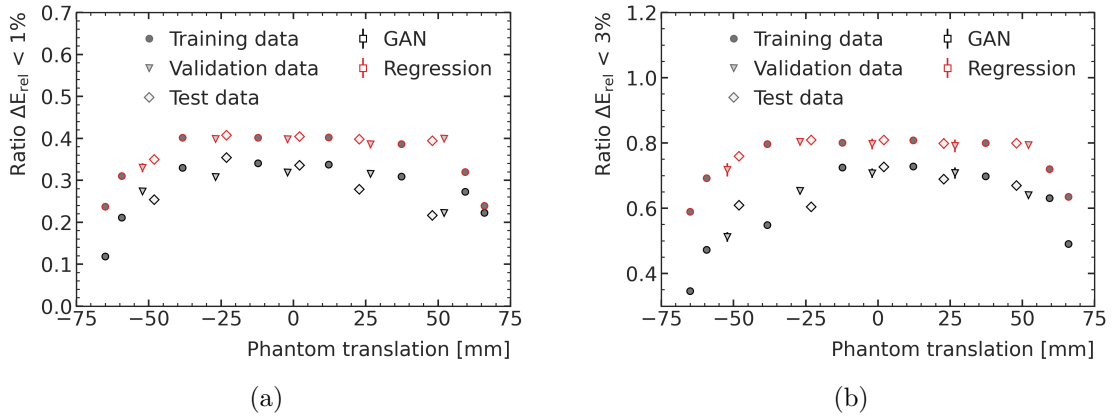 Ratio ΔE_rel < 1%
0.7
0.6
0.5
0.4
0.3
0.2
0.1
0.0
Training data
Validation data
Test data
GAN
Regression
−75 −50 −25 0 25 50 75
Phantom translation [mm]
(a)
Ratio ΔE_rel < 3%
1.2
1.0
0.8
0.6
0.4
Training data
Validation data
Test data
GAN
Regression
−75 −50 −25 0 25 50 75
Phantom translation [mm]
(b)